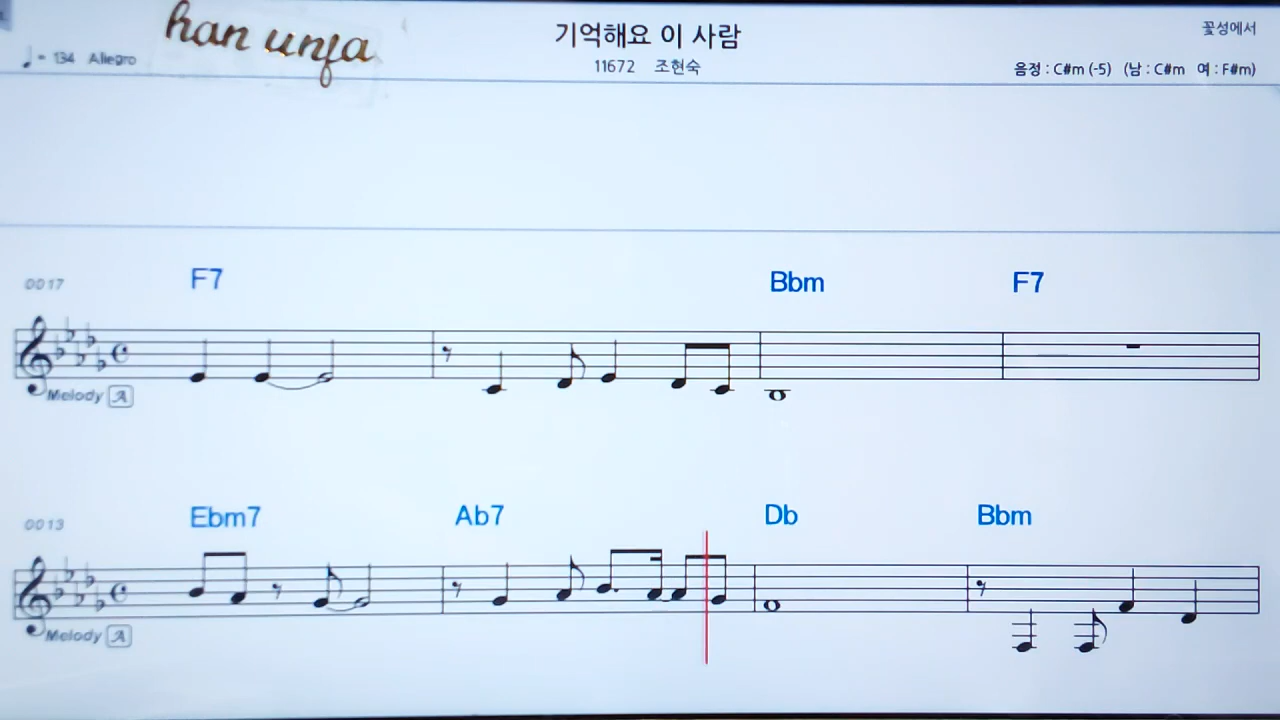 han unja
기억해요 이 사람
꽃성에서
♩ = 134 Allegro
11672 조현숙
음정 : C#m (-5) (남 : C#m 여 : F#m)
0017 F7 Bbm F7
Melody A
0013 Ebm7 Ab7 Db Bbm
Melody A